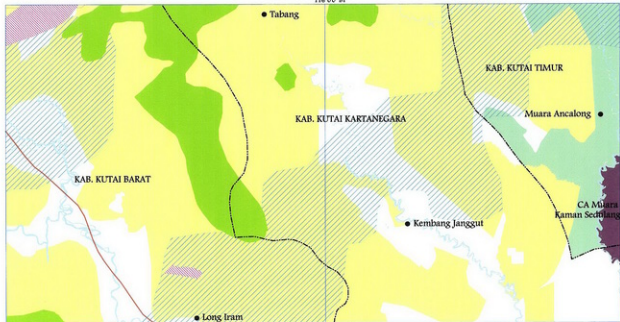 Tabang
KAB. KUTAI TIMUR
Muara Ancalong
KAB. KUTAI KARTANEGARA
KAB. KUTAI BARAT
CA Muara
Kaman Sedulang
Kembang Janggut
Long Iram